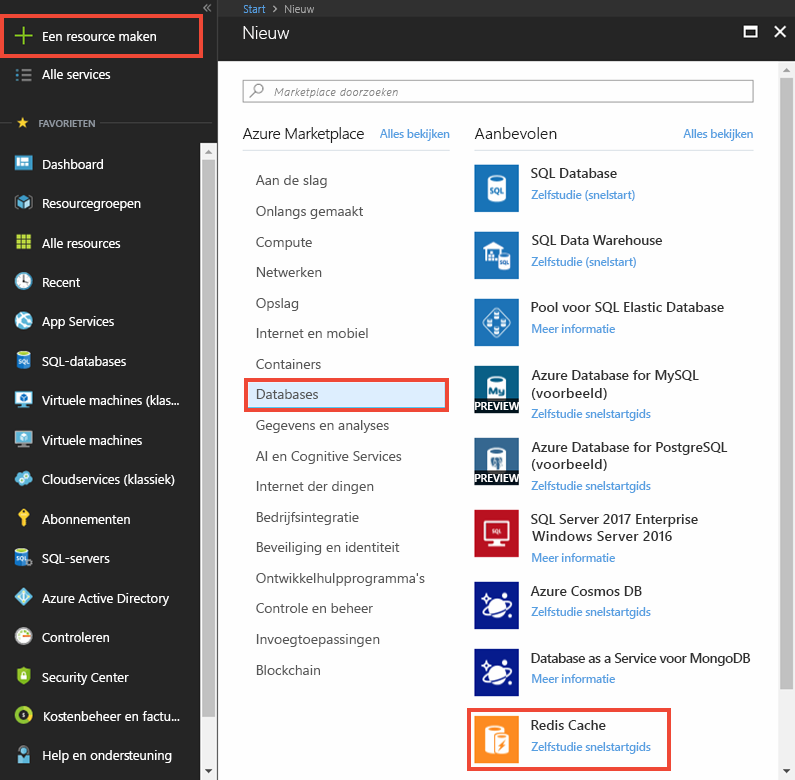 Een resource maken
Alle services
FAVORIETEN
Dashboard
Resourcegroepen
Alle resources
Recent
App Services
SQL-databases
Virtuele machines (klas...
Virtuele machines
Cloudservices (klassiek)
Abonnementen
SQL-servers
Azure Active Directory
Controleren
Security Center
Kostenbeheer en factu...
Help en ondersteuning
Start > Nieuw
Nieuw
Marketplace doorzoeken
Azure Marketplace Alles bekijken
Aan de slag
Onlangs gemaakt
Compute
Netwerken
Opslag
Internet en mobiel
Containers
Databases
Gegevens en analyses
AI en Cognitive Services
Internet der dingen
Bedrijfsintegratie
Beveiliging en identiteit
Ontwikkelhulpprogramma's
Controle en beheer
Invoegtoepassingen
Blockchain
Aanbevolen Alles bekijken
SQL
SQL Database
Zelfstudie (snelstart)
SQL
SQL Data Warehouse
Zelfstudie (snelstart)
Pool voor SQL Elastic Database
Meer informatie
My
PREVIEW
Azure Database for MySQL
(voorbeeld)
Zelfstudie snelstartgids
PREVIEW
Azure Database for PostgreSQL
(voorbeeld)
Zelfstudie snelstartgids
SQL
SQL Server 2017 Enterprise
Windows Server 2016
Meer informatie
Azure Cosmos DB
Zelfstudie snelstartgids
Database as a Service voor MongoDB
Meer informatie
Redis Cache
Zelfstudie snelstartgids